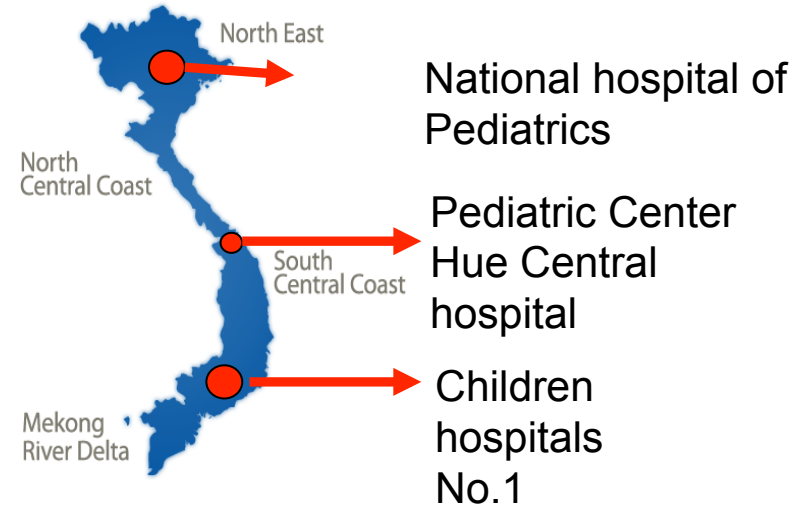 North East
National hospital of
Pediatrics
North
Central Coast
Pediatric Center
Hue Central
hospital
South
Central Coast
Children
hospitals
No.1
Mekong
River Delta